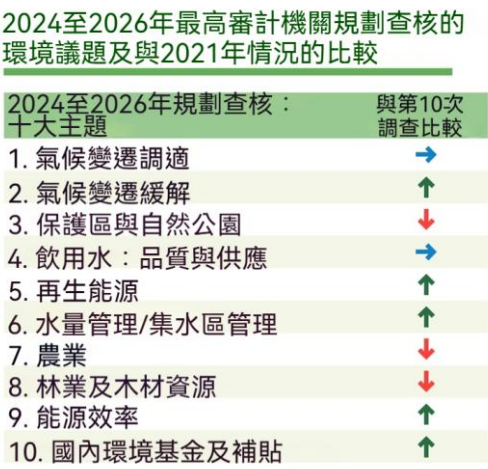 2024至2026年最高審計機關規劃查核的
環境議題及與2021年情況的比較
2024至2026年規劃查核：
十大主題
與第10次
調查比較
1. 氣候變遷調適 →
2. 氣候變遷緩解 ↑
3. 保護區與自然公園 ↓
4. 飲用水：品質與供應 →
5. 再生能源 ↑
6. 水量管理/集水區管理 ↑
7. 農業 ↓
8. 林業及木材資源 ↓
9. 能源效率 ↑
10. 國內環境基金及補貼 ↑